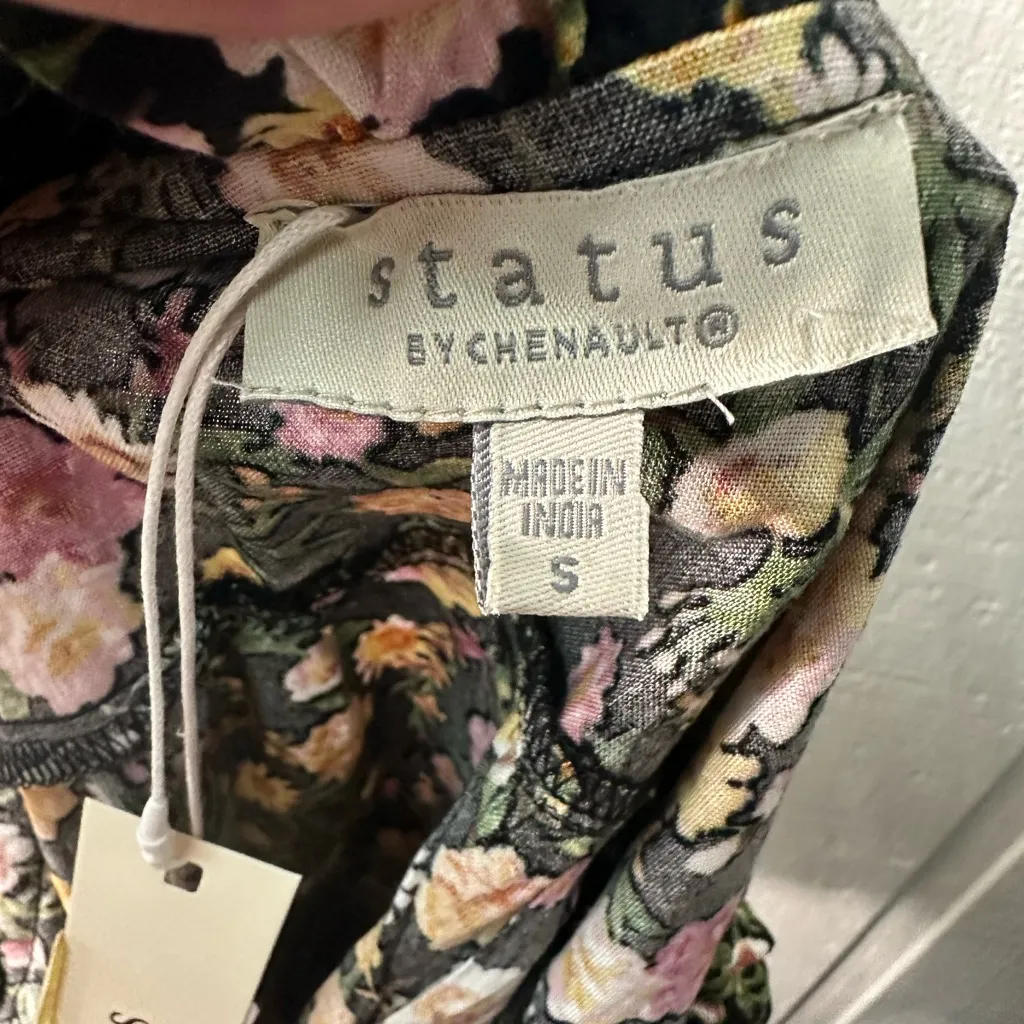 status
BY CHENAULT®
MADE IN
INDIA
S